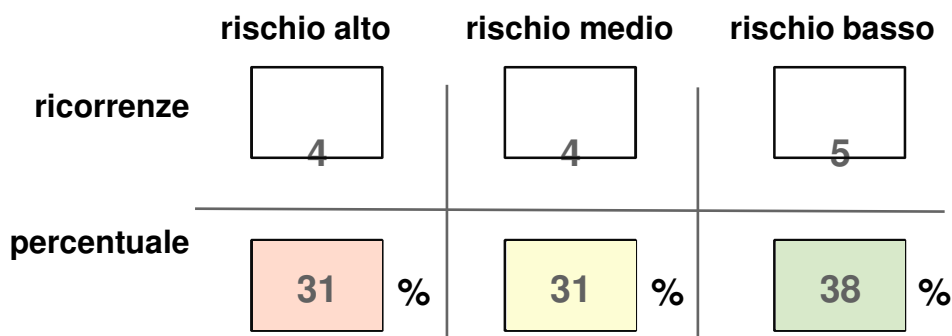 rischio alto rischio medio rischio basso
ricorrenze
4 4 5
percentuale
31 % 31 % 38 %